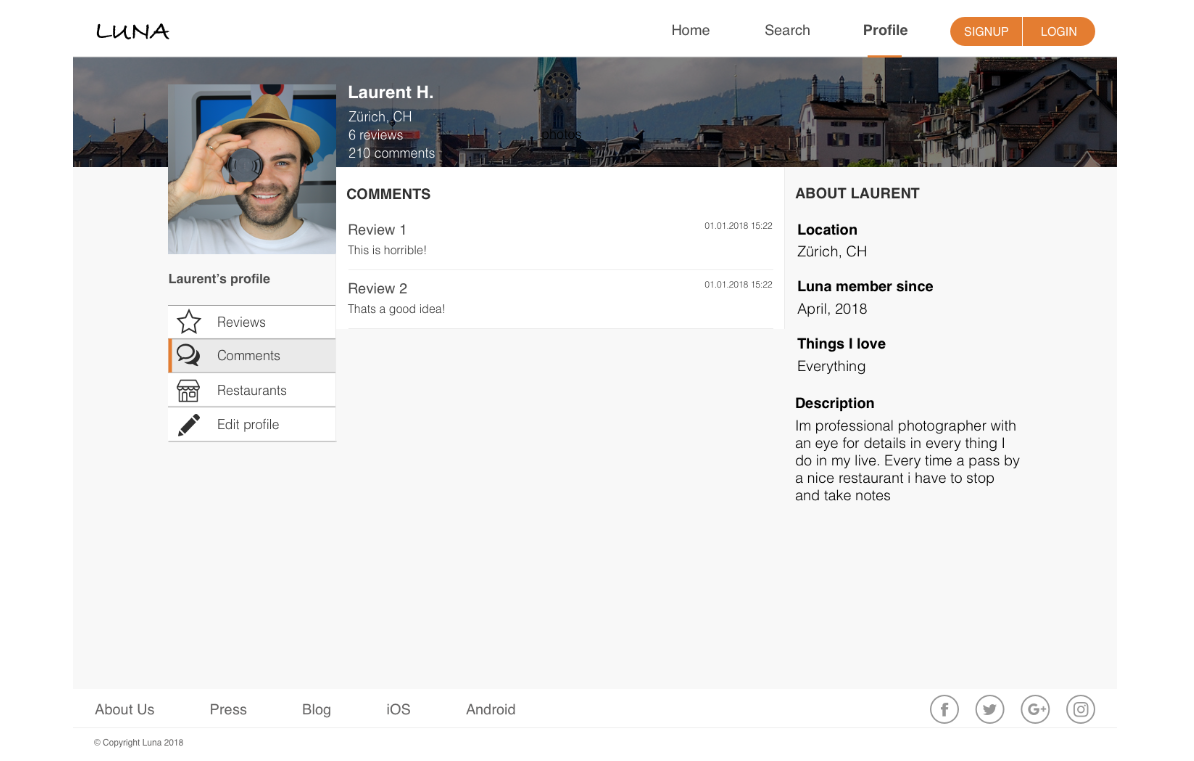 LUNA
Home
Search
Profile
SIGNUP
LOGIN
Laurent H.
Zürich, CH
6 reviews
photos
210 comments
COMMENTS
Review 1
01.01.2018 15:22
This is horrible!
Review 2
01.01.2018 15:22
Thats a good idea!
Laurent's profile
Reviews
Comments
Restaurants
Edit profile
ABOUT LAURENT
Location
Zürich, CH
Luna member since
April, 2018
Things I love
Everything
Description
Im professional photographer with
an eye for details in every thing I
do in my live. Every time a pass by
a nice restaurant i have to stop
and take notes
About Us
Press
Blog
iOS
Android
f
G+
© Copyright Luna 2018